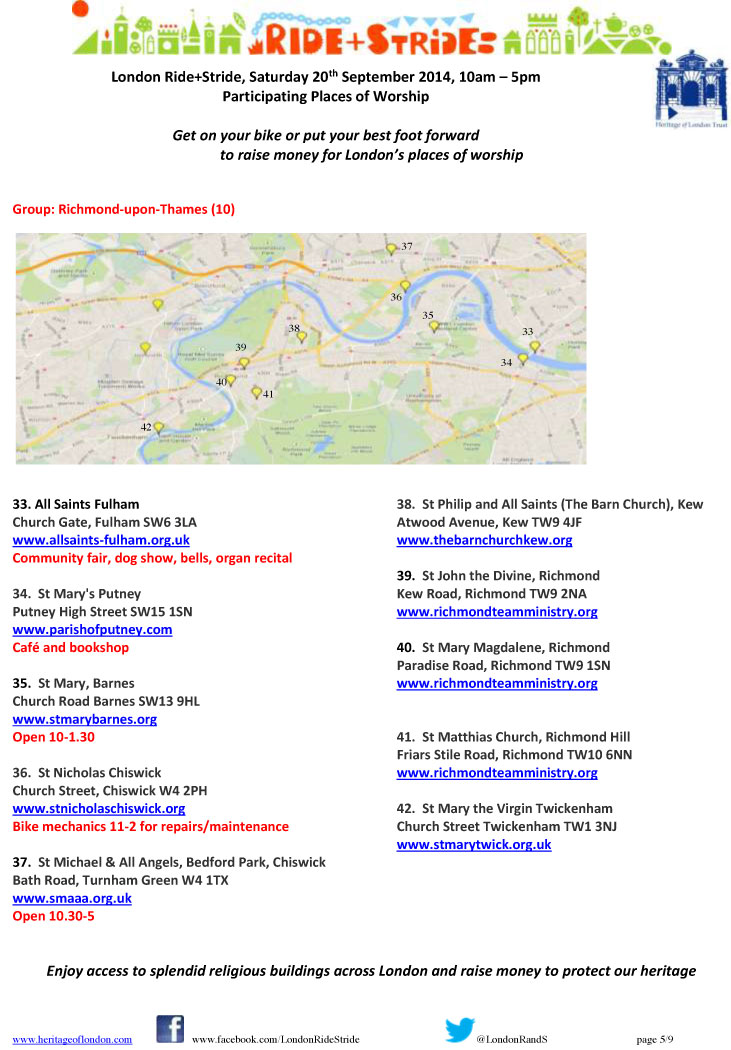 RIDE+STRIDE
London Ride+Stride, Saturday 20th September 2014, 10am – 5pm
Participating Places of Worship
Heritage of London Trust
Get on your bike or put your best foot forward
to raise money for London's places of worship
Group: Richmond-upon-Thames (10)
37
36
35
38
33
39
34
40
41
42
33. All Saints Fulham
Church Gate, Fulham SW6 3LA
www.allsaints-fulham.org.uk
Community fair, dog show, bells, organ recital
34. St Mary's Putney
Putney High Street SW15 1SN
www.parishofputney.com
Café and bookshop
35. St Mary, Barnes
Church Road Barnes SW13 9HL
www.stmarybarnes.org
Open 10-1.30
36. St Nicholas Chiswick
Church Street, Chiswick W4 2PH
www.stnicholaschiswick.org
Bike mechanics 11-2 for repairs/maintenance
37. St Michael & All Angels, Bedford Park, Chiswick
Bath Road, Turnham Green W4 1TX
www.smaaa.org.uk
Open 10.30-5
38. St Philip and All Saints (The Barn Church), Kew
Atwood Avenue, Kew TW9 4JF
www.thebarnchurchkew.org
39. St John the Divine, Richmond
Kew Road, Richmond TW9 2NA
www.richmondteamministry.org
40. St Mary Magdalene, Richmond
Paradise Road, Richmond TW9 1SN
www.richmondteamministry.org
41. St Matthias Church, Richmond Hill
Friars Stile Road, Richmond TW10 6NN
www.richmondteamministry.org
42. St Mary the Virgin Twickenham
Church Street Twickenham TW1 3NJ
www.stmarytwick.org.uk
Enjoy access to splendid religious buildings across London and raise money to protect our heritage
www.heritageoflondon.com
www.facebook.com/LondonRideStride
@LondonRandS
page 5/9